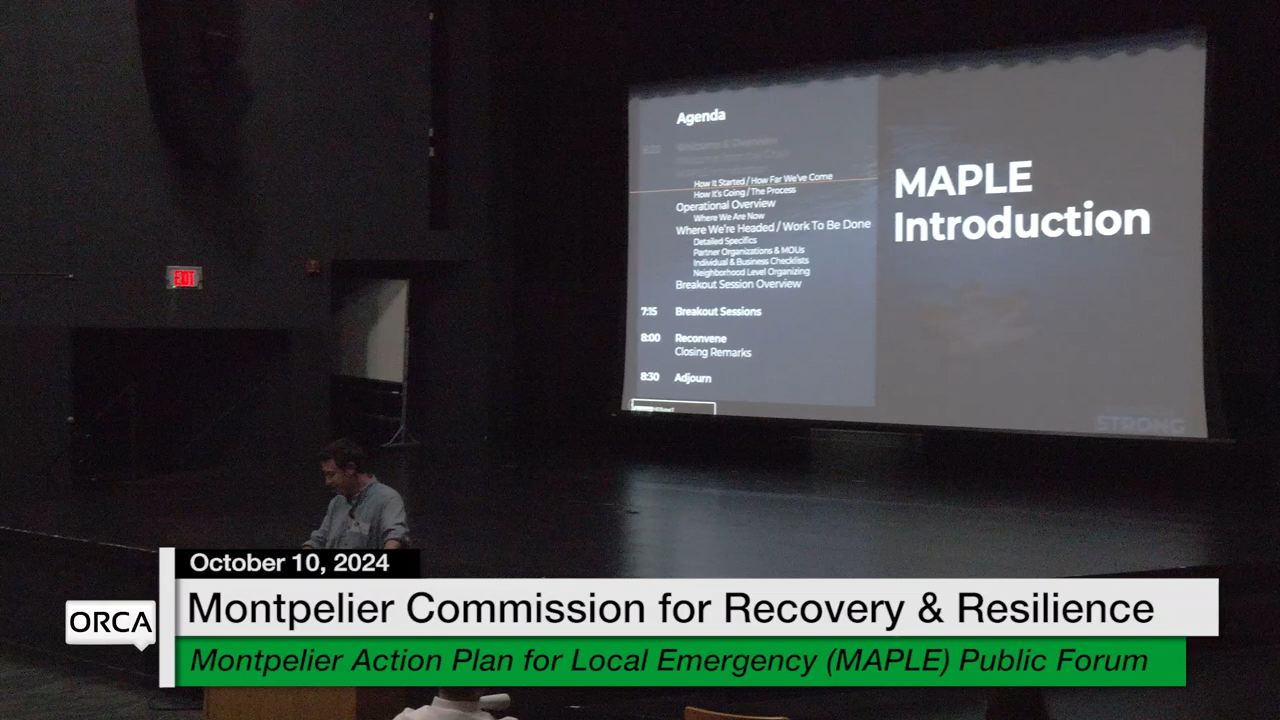 Agenda
Welcome & Overview
How It Started / How Far We've Come
How It's Going / The Process
Operational Overview
Where We Are Now
Where We're Headed / Work To Be Done
Detailed Specifics
Partner Organizations & MOUs
Individual & Business Checklists
Neighborhood Level Organizing
Breakout Session Overview
7:15 Breakout Sessions
8:00 Reconvene
Closing Remarks
8:30 Adjourn
MAPLE
Introduction
STRONG
EXIT
October 10, 2024
ORCA
Montpelier Commission for Recovery & Resilience
Montpelier Action Plan for Local Emergency (MAPLE) Public Forum